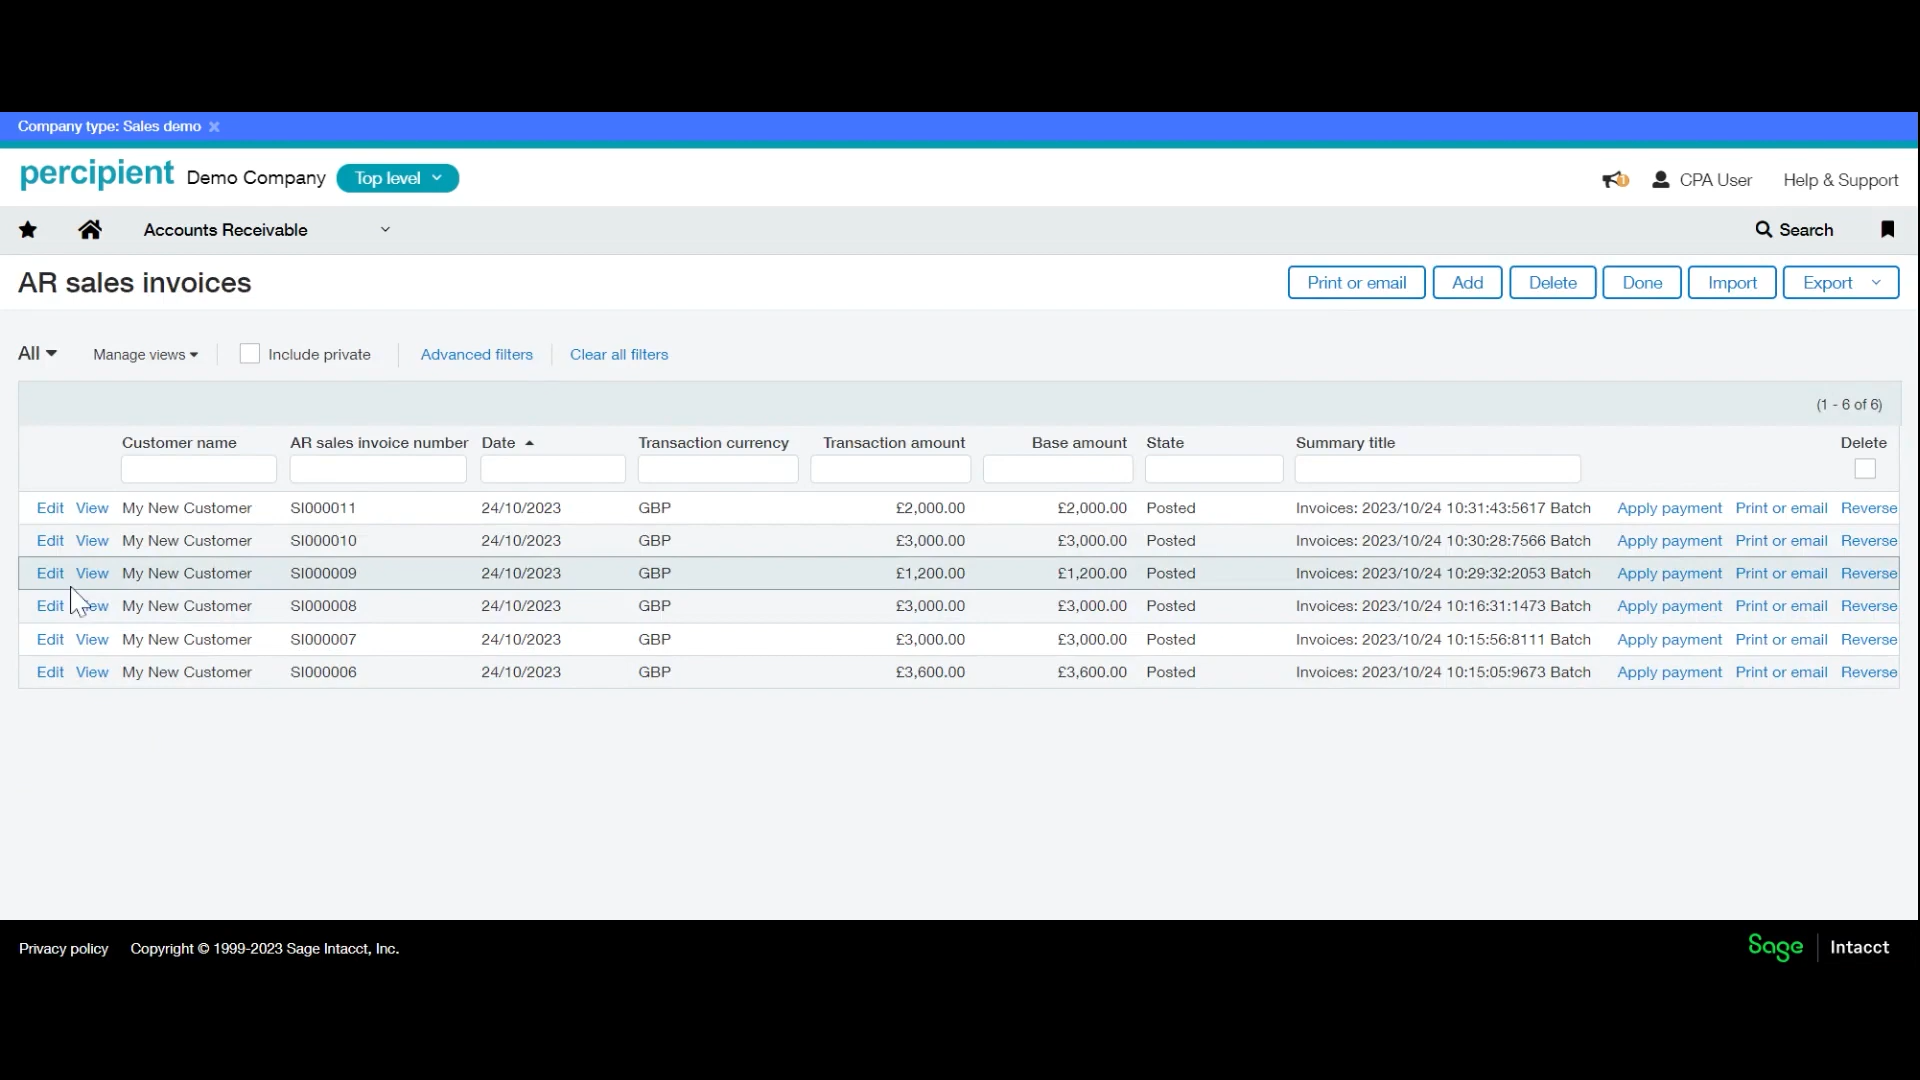 Company type: Sales demo ×
percipient Demo Company Top level
1 CPA User Help & Support
Accounts Receivable Search
AR sales invoices Print or email Add Delete Done Import Export
All Manage views Include private Advanced filters Clear all filters
(1 - 6 of 6)
Customer name AR sales invoice number Date Transaction currency Transaction amount Base amount State Summary title Delete
Edit View My New Customer SI000011 24/10/2023 GBP £2,000.00 £2,000.00 Posted Invoices: 2023/10/24 10:31:43:5617 Batch Apply payment Print or email Reverse
Edit View My New Customer SI000010 24/10/2023 GBP £3,000.00 £3,000.00 Posted Invoices: 2023/10/24 10:30:28:7566 Batch Apply payment Print or email Reverse
Edit View My New Customer SI000009 24/10/2023 GBP £1,200.00 £1,200.00 Posted Invoices: 2023/10/24 10:29:32:2053 Batch Apply payment Print or email Reverse
Edit View My New Customer SI000008 24/10/2023 GBP £3,000.00 £3,000.00 Posted Invoices: 2023/10/24 10:16:31:1473 Batch Apply payment Print or email Reverse
Edit View My New Customer SI000007 24/10/2023 GBP £3,000.00 £3,000.00 Posted Invoices: 2023/10/24 10:15:56:8111 Batch Apply payment Print or email Reverse
Edit View My New Customer SI000006 24/10/2023 GBP £3,600.00 £3,600.00 Posted Invoices: 2023/10/24 10:15:05:9673 Batch Apply payment Print or email Reverse
Privacy policy Copyright © 1999-2023 Sage Intacct, Inc. Sage Intacct